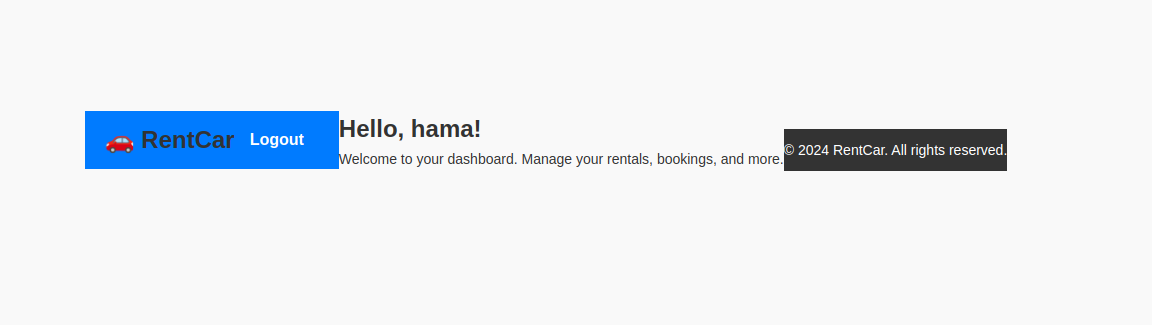 🚗 RentCar Logout
Hello, hama!
Welcome to your dashboard. Manage your rentals, bookings, and more.
© 2024 RentCar. All rights reserved.